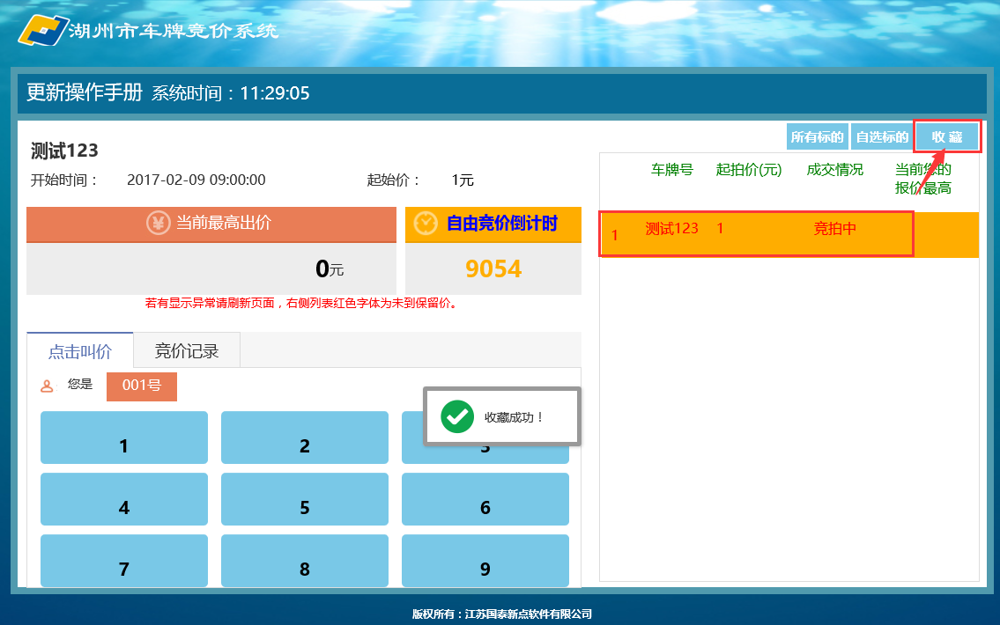 湖州市车牌竞价系统
更新操作手册 系统时间：11:29:05
所有标的 自选标的 收 藏
测试123
开始时间： 2017-02-09 09:00:00 起始价： 1元
车牌号 起拍价(元) 成交情况 当前您的
报价最高
¥ 当前最高出价 自由竞价倒计时
1 测试123 1 竞拍中
0元 9054
若有显示异常请刷新页面，右侧列表红色字体为未到保留价。
点击叫价 竞价记录
您是 001号
收藏成功！
1 2 3
4 5 6
7 8 9
版权所有：江苏国泰新点软件有限公司